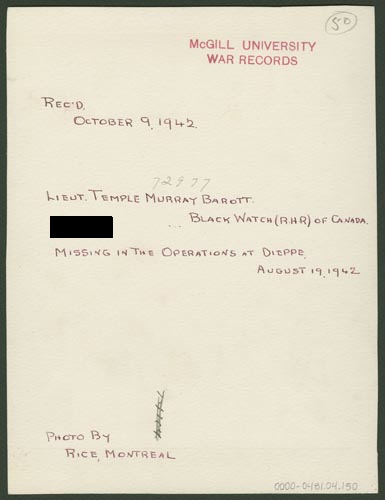 50
McGILL UNIVERSITY
WAR RECORDS
REC'D.
OCTOBER 9, 1942.
72977
LIEUT. TEMPLE MURRAY BAROTT.
BLACK WATCH (R.H.R) OF CANADA.
MISSING IN THE OPERATIONS AT DIEPPE,
AUGUST 19, 1942
PHOTO BY
RICE, MONTREAL
0000-0481.04.150